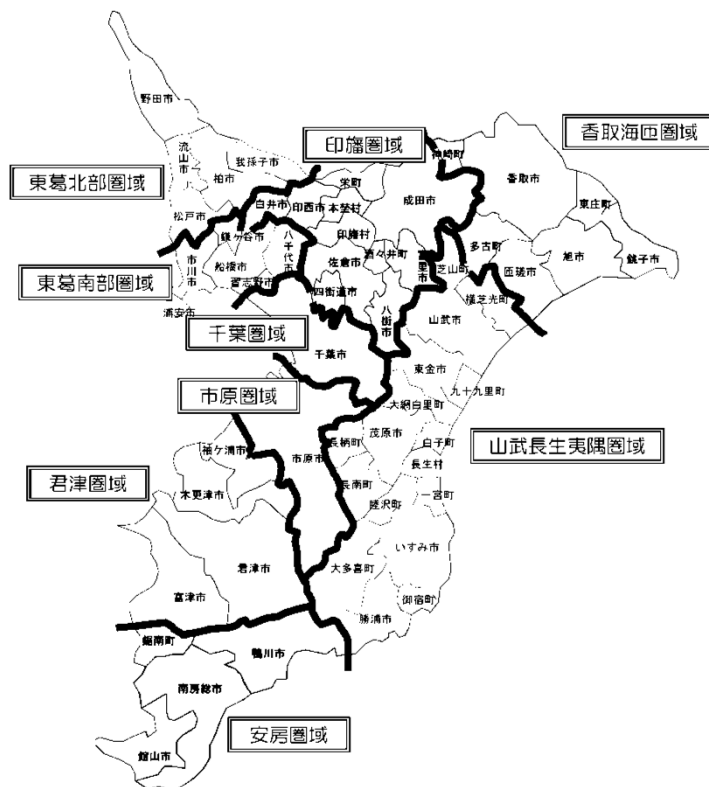 野田市
流山市
我孫子市
柏市
松戸市
東葛北部圏域
印旛圏域
香取海匝圏域
神崎町
香取市
東庄町
銚子市
旭市
匝瑳市
多古町
栄町
成田市
白井市
印西市
本埜村
印旛村
鎌ケ谷市
八千代市
船橋市
市川市
習志野市
浦安市
東葛南部圏域
佐倉市
酒々井町
富里市
芝山町
横芝光町
四街道市
八街市
山武市
千葉圏域
千葉市
東金市
九十九里町
大網白里町
市原圏域
市原市
長柄町
茂原市
白子町
長生村
山武長生夷隅圏域
袖ケ浦市
木更津市
君津圏域
長南町
睦沢町
一宮町
いすみ市
君津市
大多喜町
富津市
御宿町
勝浦市
鋸南町
鴨川市
南房総市
安房圏域
館山市